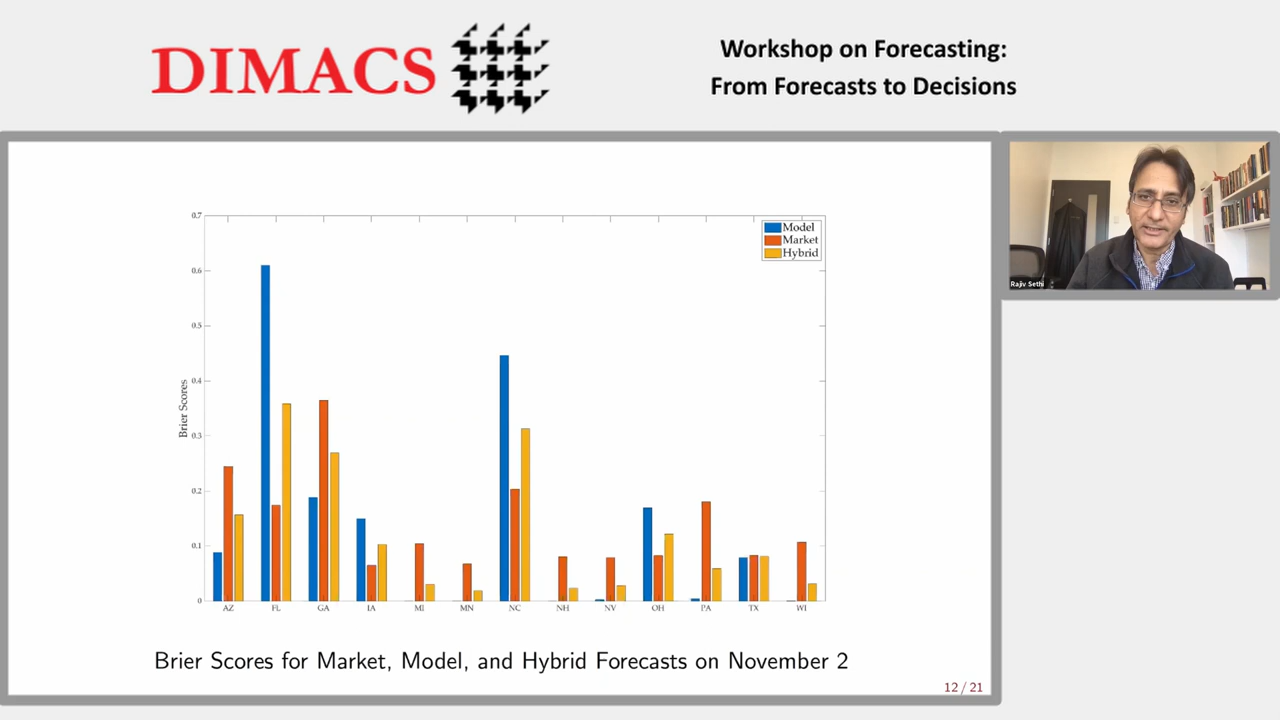 DIMACS
Workshop on Forecasting:
From Forecasts to Decisions
Rajiv Sethi
Model
Market
Hybrid
Brier Scores
0.7
0.6
0.5
0.4
0.3
0.2
0.1
0
AZ FL GA IA MI MN NC NH NV OH PA TX WI
Brier Scores for Market, Model, and Hybrid Forecasts on November 2
12 / 21